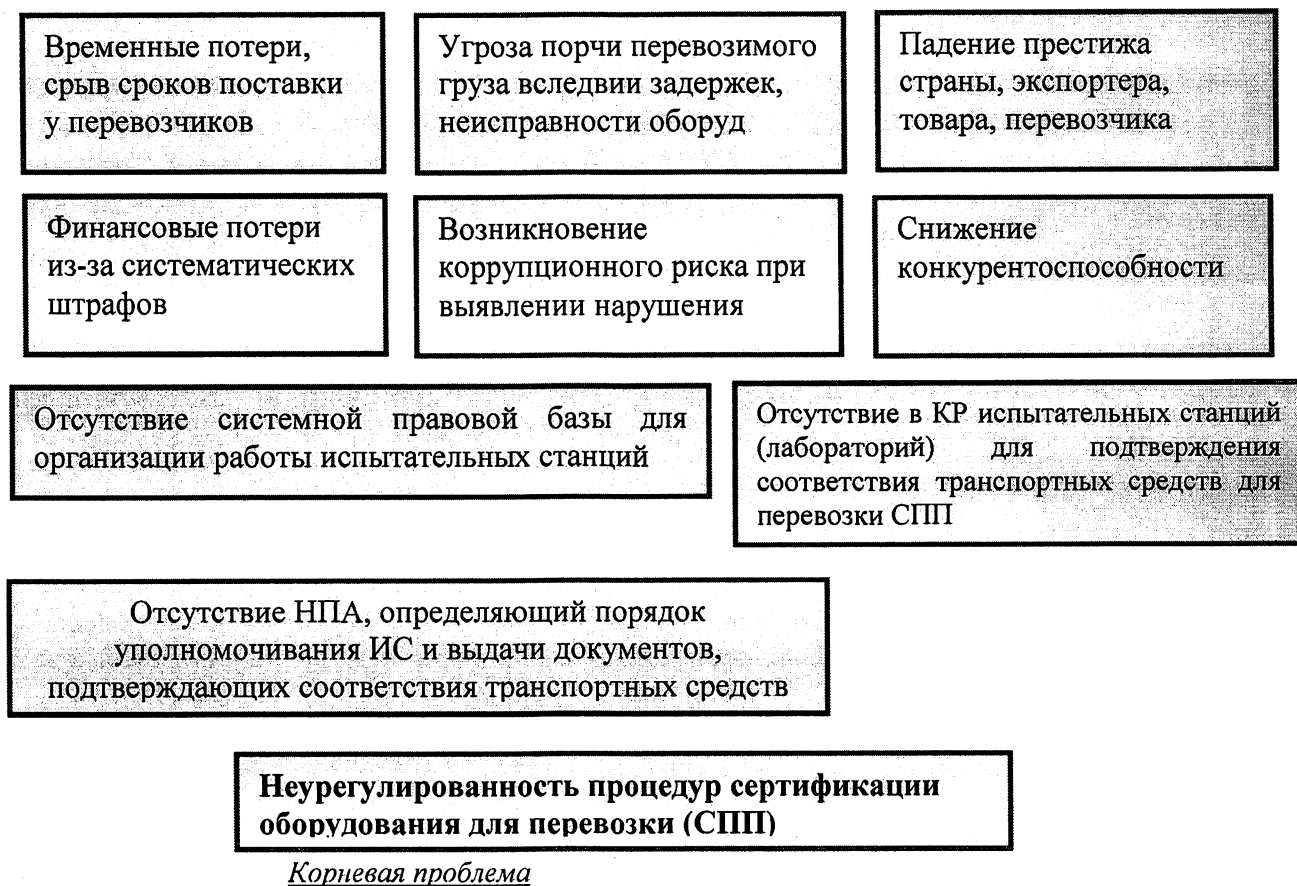 Временные потери,
срыв сроков поставки
у перевозчиков
Угроза порчи перевозимого
груза вследвии задержек,
неисправности оборуд
Падение престижа
страны, экспортера,
товара, перевозчика
Финансовые потери
из-за систематических
штрафов
Возникновение
коррупционного риска при
выявлении нарушения
Снижение
конкурентоспособности
Отсутствие системной правовой базы для
организации работы испытательных станций
Отсутствие в КР испытательных станций
(лабораторий) для подтверждения
соответствия транспортных средств для
перевозки СПП
Отсутствие НПА, определяющий порядок
уполномочивания ИС и выдачи документов,
подтверждающих соответствия транспортных средств
Неурегулированность процедур сертификации
оборудования для перевозки (СПП)
Корневая проблема